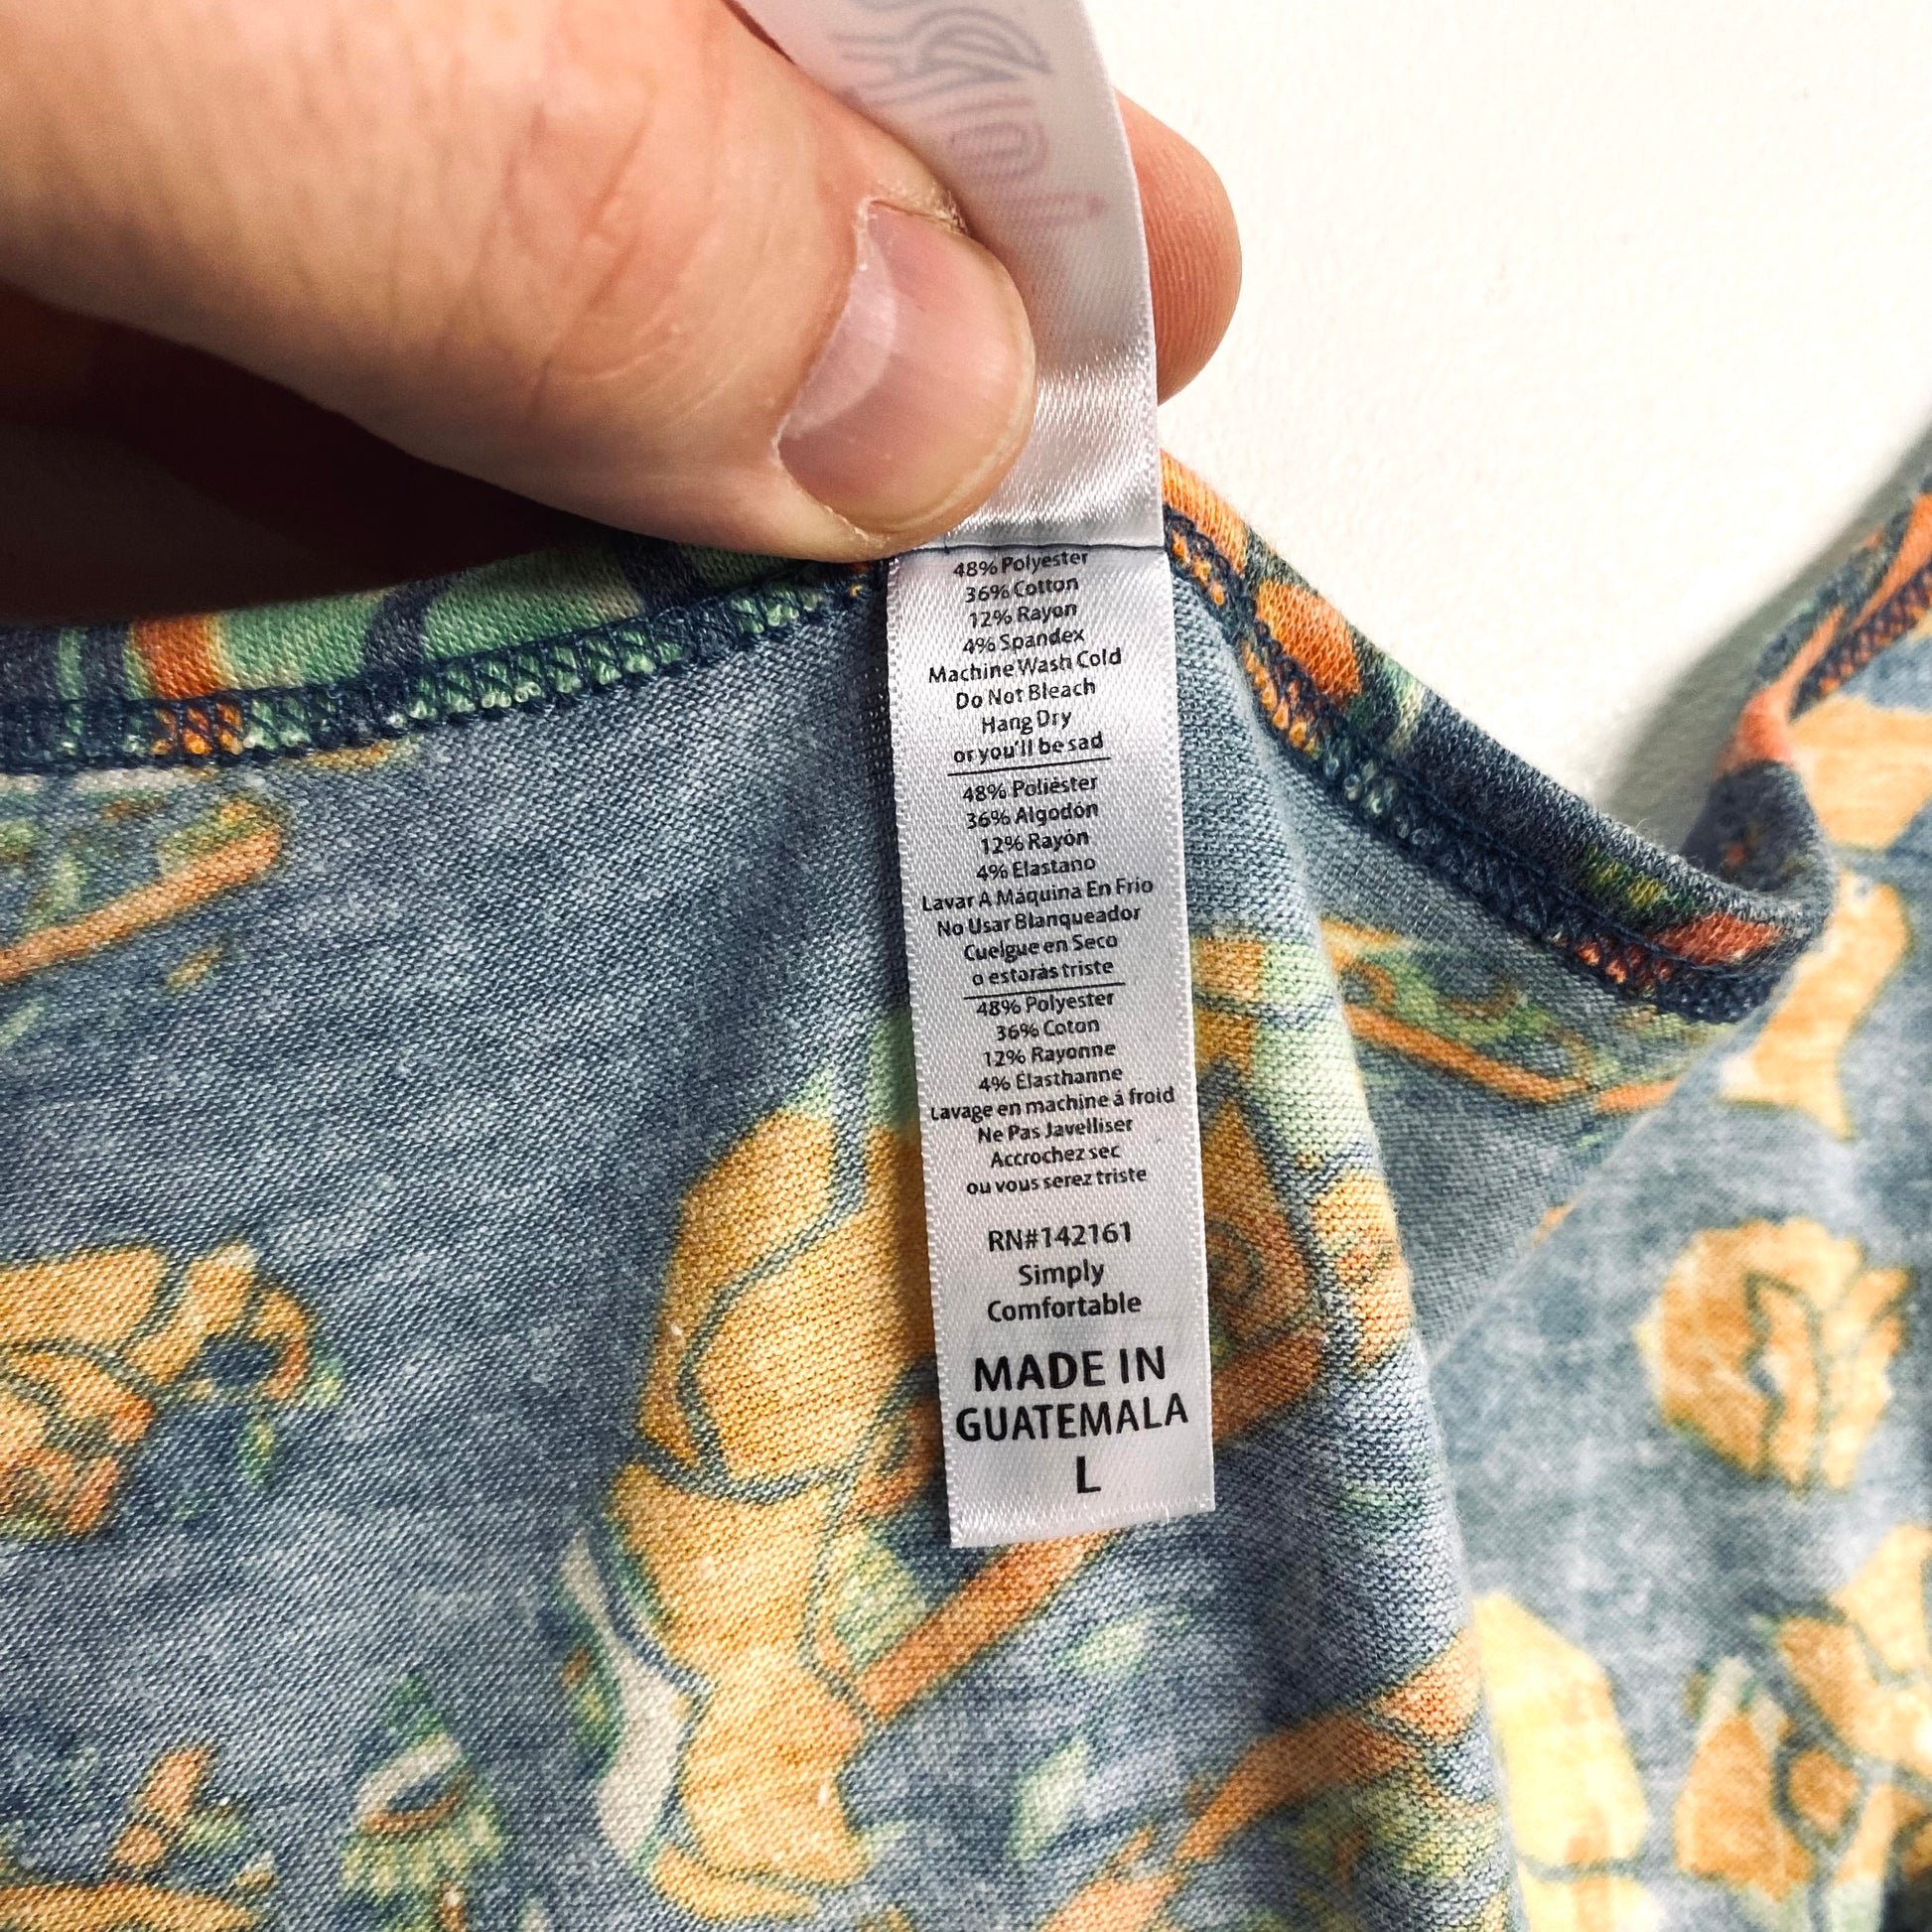 48% Polyester
36% Cotton
12% Rayon
4% Spandex
Machine Wash Cold
Do Not Bleach
Hang Dry
or you'll be sad
48% Poliéster
36% Algodón
12% Rayón
4% Elastano
Lavar A Máquina En Frío
No Usar Blanqueador
Cuelgue en Seco
o estarás triste
48% Polyester
36% Coton
12% Rayonne
4% Élasthanne
Lavage en machine á froid
Ne Pas Javelliser
Accrochez sec
ou vous serez triste
RN#142161
Simply
Comfortable
MADE IN
GUATEMALA
L